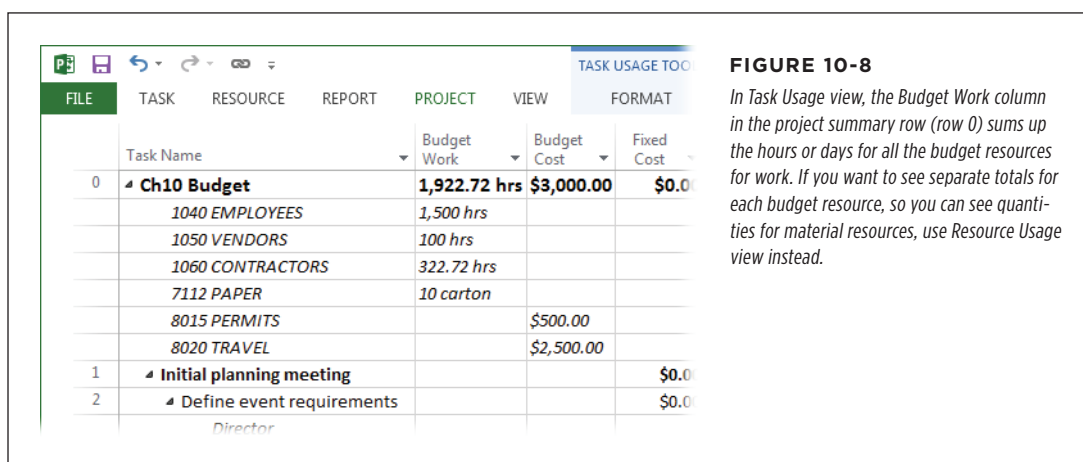 TASK USAGE TOO
FILE TASK RESOURCE REPORT PROJECT VIEW FORMAT
Task Name Budget Work Budget Cost Fixed Cost
0 Ch10 Budget 1,922.72 hrs $3,000.00 $0.0
1040 EMPLOYEES 1,500 hrs
1050 VENDORS 100 hrs
1060 CONTRACTORS 322.72 hrs
7112 PAPER 10 carton
8015 PERMITS $500.00
8020 TRAVEL $2,500.00
1 Initial planning meeting $0.0
2 Define event requirements $0.0
Director
FIGURE 10-8
In Task Usage view, the Budget Work column
in the project summary row (row 0) sums up
the hours or days for all the budget resources
for work. If you want to see separate totals for
each budget resource, so you can see quanti-
ties for material resources, use Resource Usage
view instead.